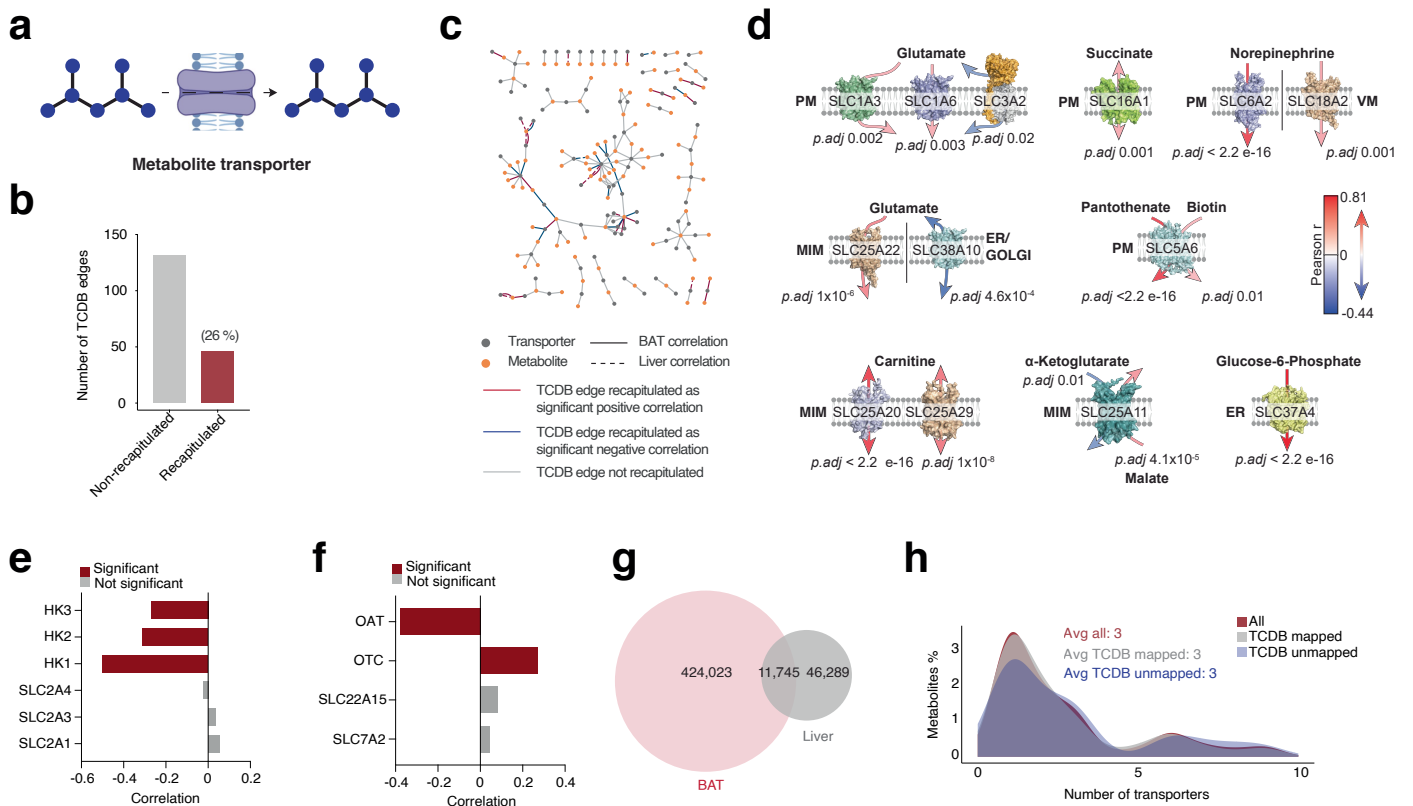 a
Metabolite transporter
b
Number of TCDB edges
150
100
50
0
(26 %)
Non-recapitulated
Recapitulated
c
Transporter
Metabolite
BAT correlation
Liver correlation
TCDB edge recapitulated as
significant positive correlation
TCDB edge recapitulated as
significant negative correlation
TCDB edge not recapitulated
d
Glutamate
PM
SLC1A3
SLC1A6
SLC3A2
p.adj 0.002
p.adj 0.003
p.adj 0.02
Succinate
PM
SLC16A1
p.adj 0.001
Norepinephrine
PM
SLC6A2
SLC18A2
VM
p.adj < 2.2 e-16
p.adj 0.001
Glutamate
MIM
SLC25A22
SLC38A10
ER/
GOLGI
p.adj 1x10⁻⁶
p.adj 4.6x10⁻⁴
Pantothenate
Biotin
PM
SLC5A6
p.adj <2.2 e-16
p.adj 0.01
0.81
0
-0.44
Pearson r
Carnitine
MIM
SLC25A20
SLC25A29
p.adj < 2.2 e-16
p.adj 1x10⁻⁸
α-Ketoglutarate
p.adj 0.01
MIM
SLC25A11
p.adj 4.1x10⁻⁵
Malate
Glucose-6-Phosphate
ER
SLC37A4
p.adj < 2.2 e-16
e
Significant
Not significant
HK3
HK2
HK1
SLC2A4
SLC2A3
SLC2A1
-0.6
-0.4
-0.2
0
0.2
Correlation
f
Significant
Not significant
OAT
OTC
SLC22A15
SLC7A2
-0.4
-0.2
0
0.2
0.4
Correlation
g
424,023
11,745
46,289
Liver
BAT
h
Metabolites %
3
2
1
0
Avg all: 3
Avg TCDB mapped: 3
Avg TCDB unmapped: 3
All
TCDB mapped
TCDB unmapped
0
5
10
Number of transporters